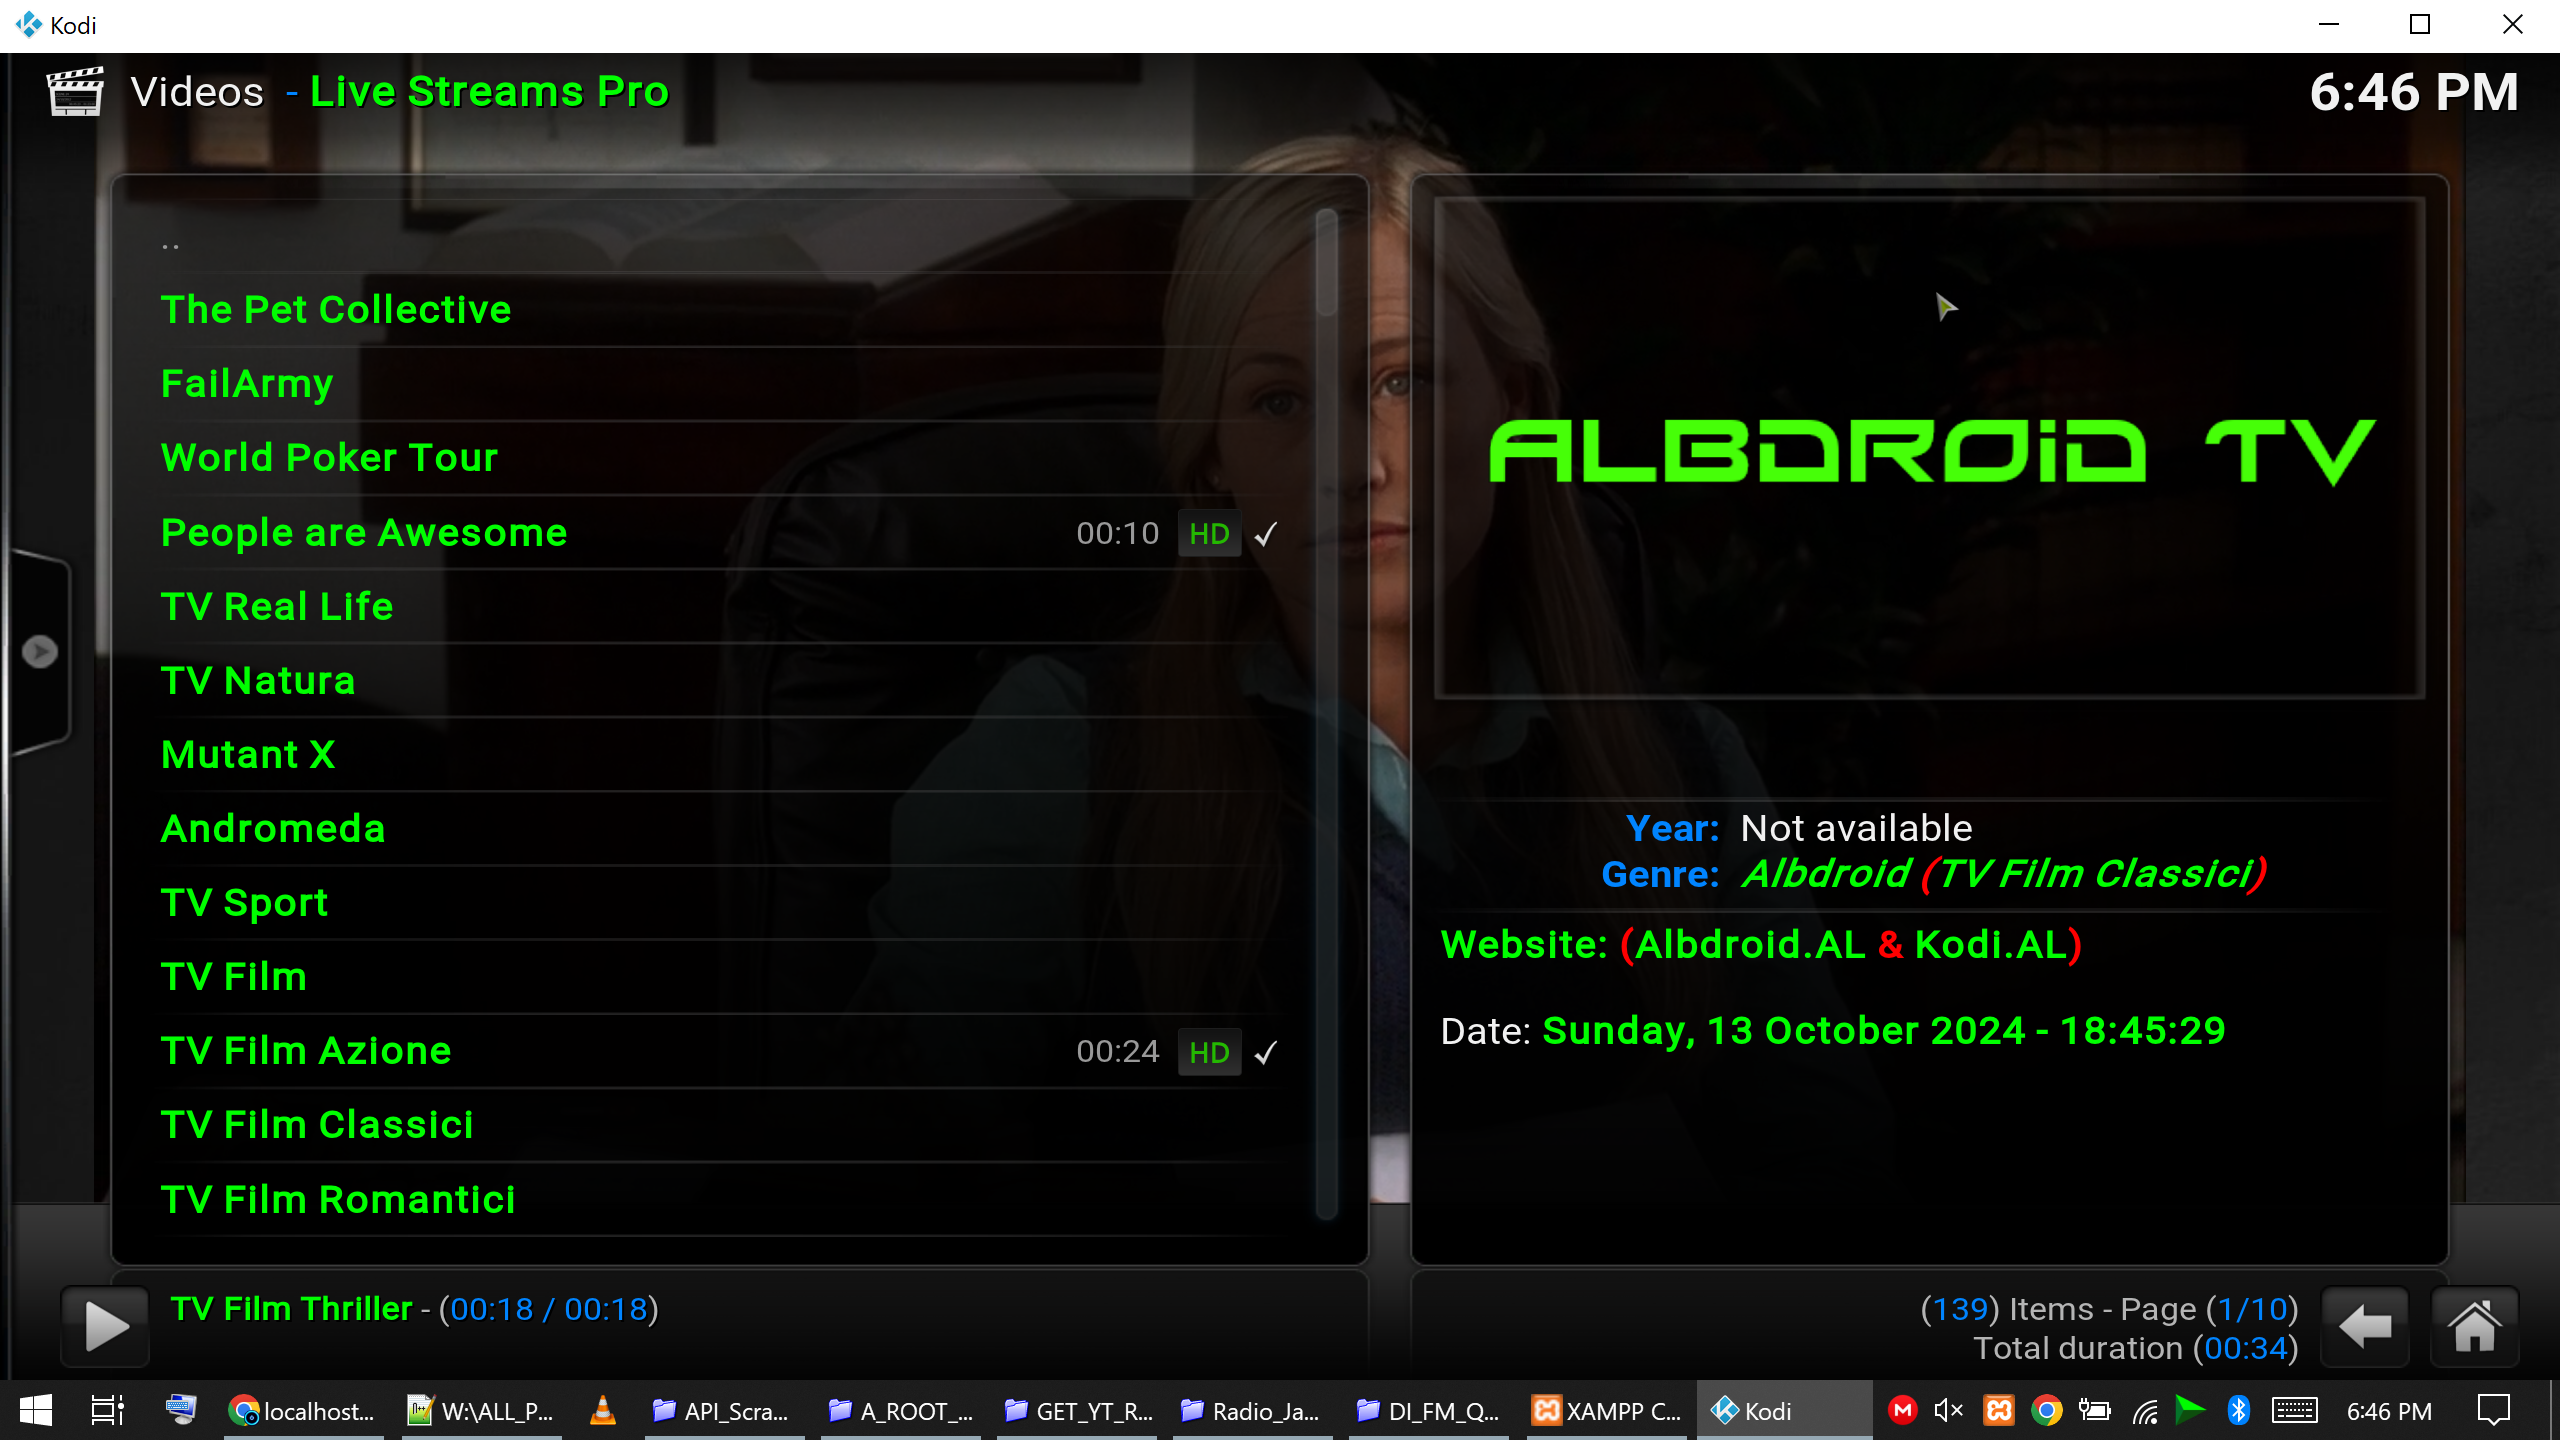 Kodi
Videos - Live Streams Pro
6:46 PM
..
The Pet Collective
FailArmy
World Poker Tour
People are Awesome 00:10 HD
TV Real Life
TV Natura
Mutant X
Andromeda
TV Sport
TV Film
TV Film Azione 00:24 HD
TV Film Classici
TV Film Romantici
ALBDROiD TV
Year: Not available
Genre: Albdroid (TV Film Classici)
Website: (Albdroid.AL & Kodi.AL)
Date: Sunday, 13 October 2024 - 18:45:29
TV Film Thriller - (00:18 / 00:18)
(139) Items - Page (1/10)
Total duration (00:34)
localhost... W:\ALL_P... API_Scra... A_ROOT_... GET_YT_R... Radio_Ja... DI_FM_Q... XAMPP C... Kodi 6:46 PM